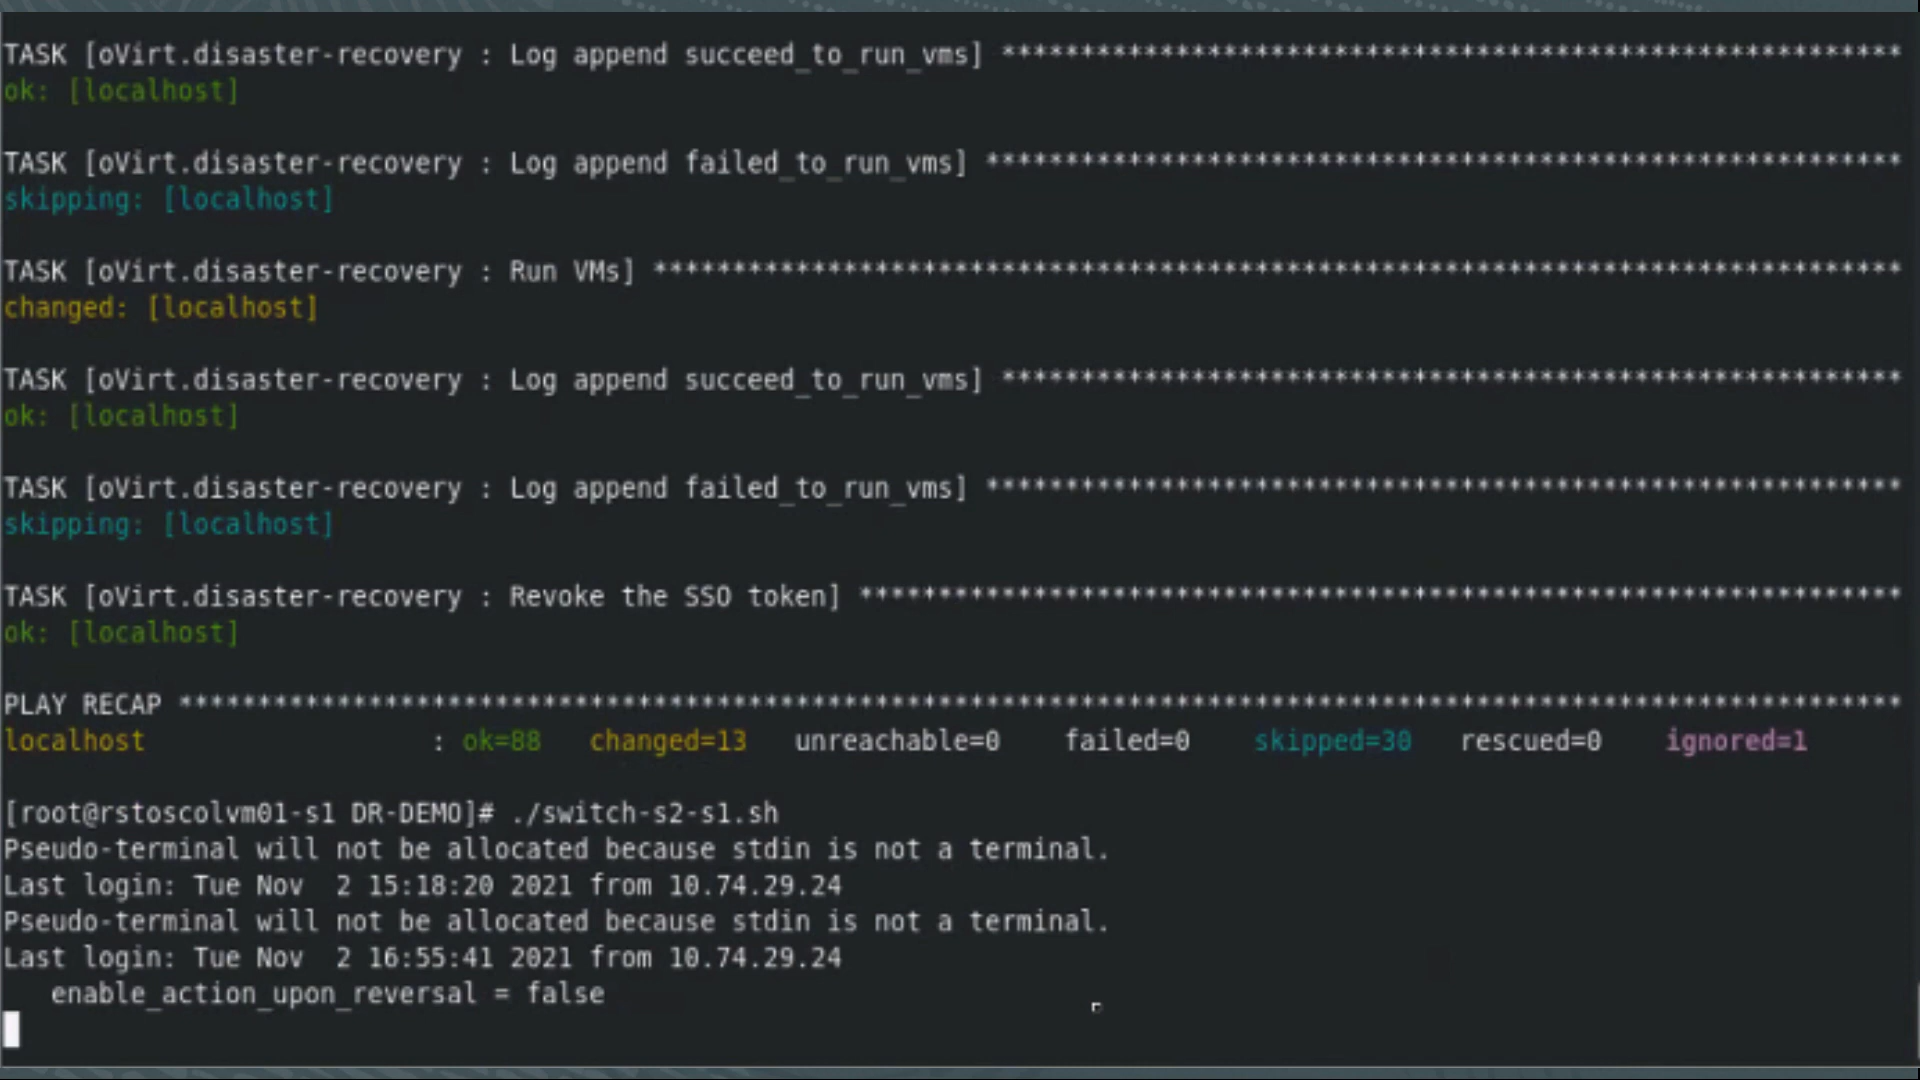 TASK [oVirt.disaster-recovery : Log append succeed_to_run_vms] *********************************************************
ok: [localhost]
TASK [oVirt.disaster-recovery : Log append failed_to_run_vms] **********************************************************
skipping: [localhost]
TASK [oVirt.disaster-recovery : Run VMs] *******************************************************************************
changed: [localhost]
TASK [oVirt.disaster-recovery : Log append succeed_to_run_vms] *********************************************************
ok: [localhost]
TASK [oVirt.disaster-recovery : Log append failed_to_run_vms] **********************************************************
skipping: [localhost]
TASK [oVirt.disaster-recovery : Revoke the SSO token] ******************************************************************
ok: [localhost]
PLAY RECAP *************************************************************************************************************
localhost : ok=88 changed=13 unreachable=0 failed=0 skipped=30 rescued=0 ignored=1
[root@rstoscolvm01-s1 DR-DEMO]# ./switch-s2-s1.sh
Pseudo-terminal will not be allocated because stdin is not a terminal.
Last login: Tue Nov  2 15:18:20 2021 from 10.74.29.24
Pseudo-terminal will not be allocated because stdin is not a terminal.
Last login: Tue Nov  2 16:55:41 2021 from 10.74.29.24
   enable_action_upon_reversal = false